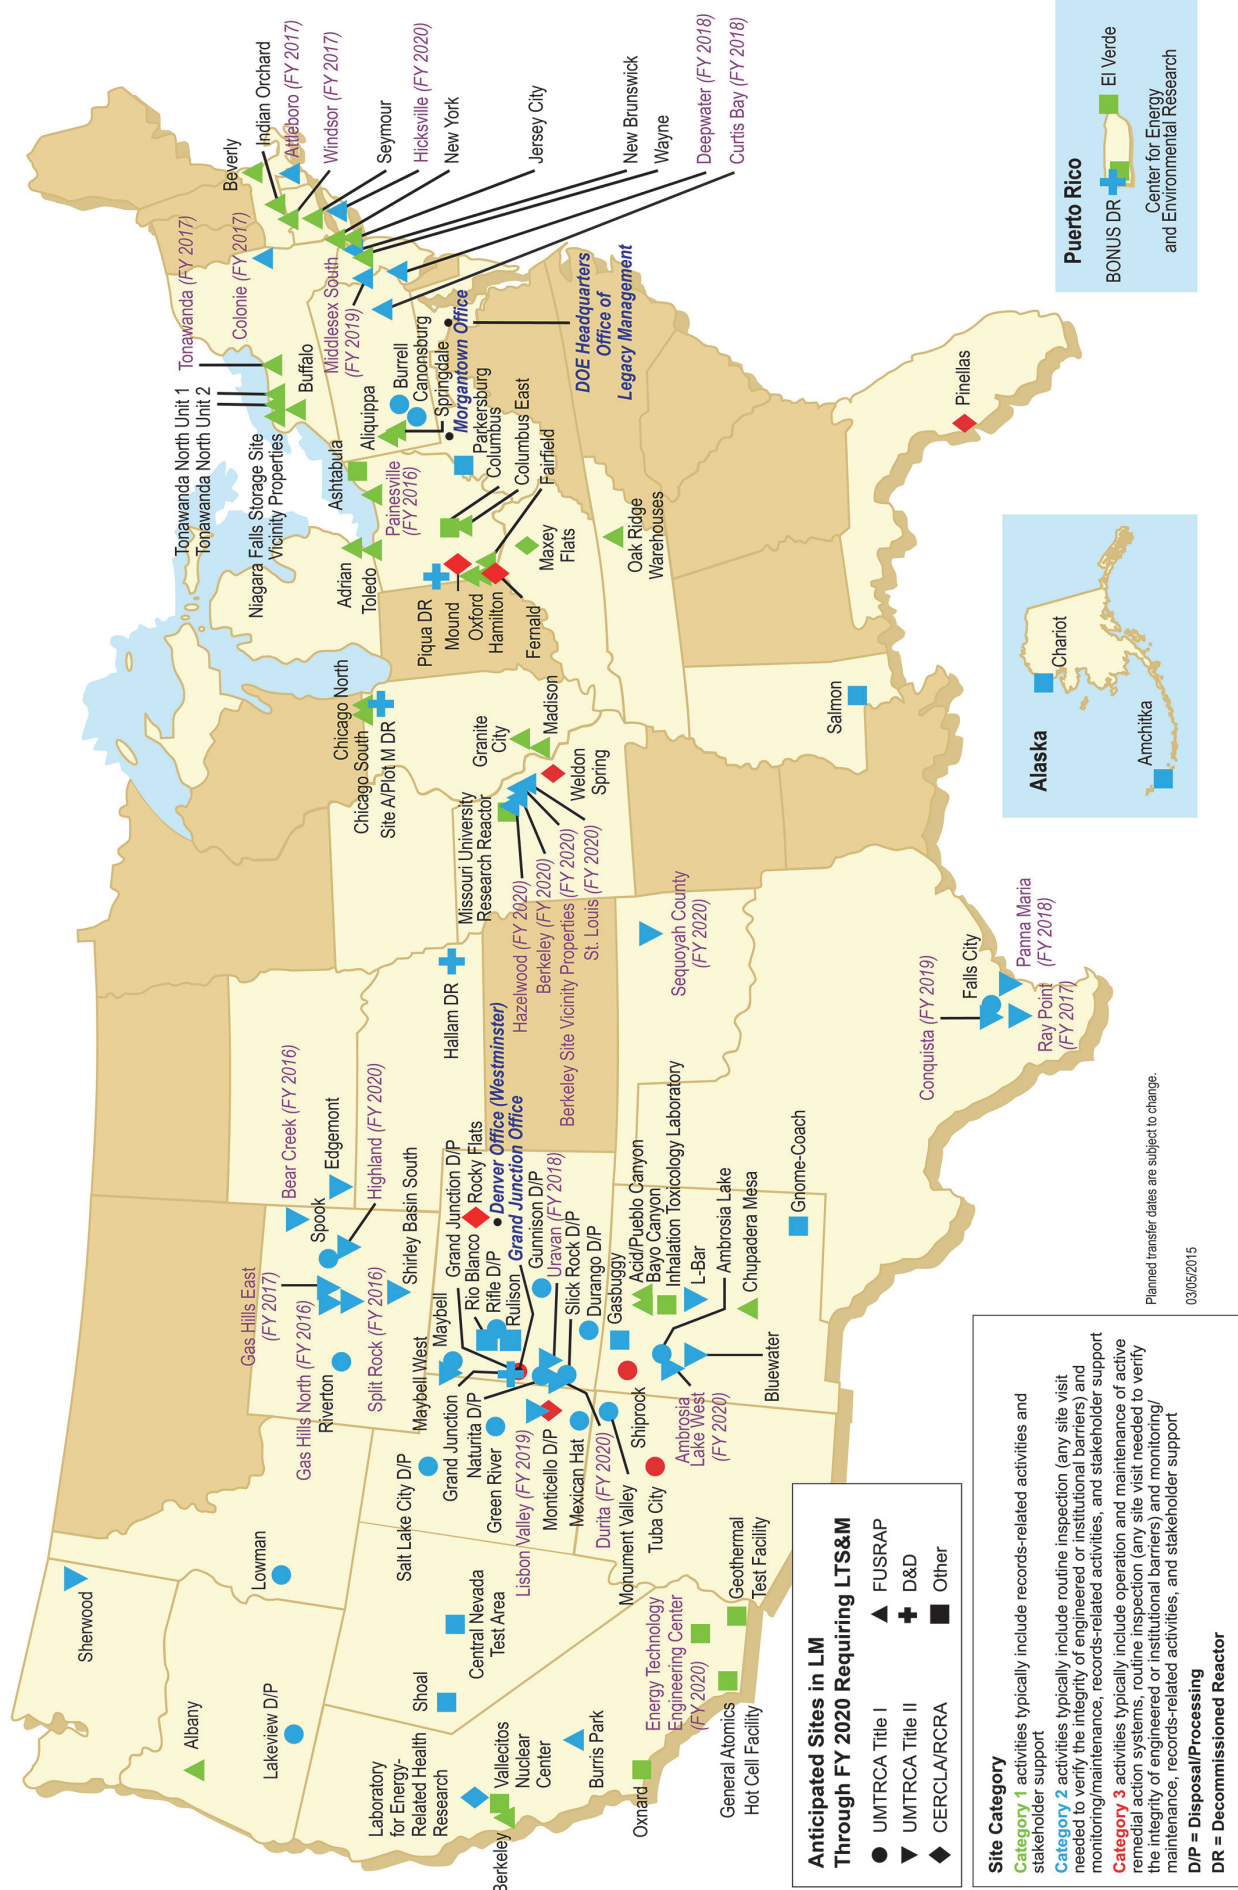 Sherwood
Albany
Lakeview D/P
Lowman
Laboratory
for Energy-
Related Health
Research
Berkeley
Vallecitos
Nuclear
Center
Shoal
Central Nevada
Test Area
Burris Park
Oxnard
Energy Technology
Engineering Center
(FY 2020)
General Atomics
Hot Cell Facility
Geothermal
Test Facility
Gas Hills East
(FY 2017)
Gas Hills North (FY 2016)
Riverton
Split Rock (FY 2016)
Bear Creek (FY 2016)
Spook
Edgemont
Highland (FY 2020)
Shirley Basin South
Salt Lake City D/P
Maybell West
Maybell
Grand Junction
Naturita D/P
Green River
Lisbon Valley (FY 2019)
Monticello D/P
Mexican Hat
Durita (FY 2020)
Monument Valley
Tuba City
Shiprock
Grand Junction D/P
Rio Blanco
Rifle D/P
Rulison
Rocky Flats
Denver Office (Westminster)
Grand Junction Office
Gunnison D/P
Uravan (FY 2018)
Slick Rock D/P
Durango D/P
Gasbuggy
Acid/Pueblo Canyon
Bayo Canyon
Inhalation Toxicology Laboratory
L-Bar
Ambrosia Lake
Chupadera Mesa
Ambrosia
Lake West
(FY 2020)
Bluewater
Gnome-Coach
Hallam DR
Missouri University
Research Reactor
Hazelwood (FY 2020)
Berkeley (FY 2020)
Berkeley Site Vicinity Properties (FY 2020)
St. Louis (FY 2020)
Weldon
Spring
Granite
City
Madison
Sequoyah County
(FY 2020)
Conquista (FY 2019)
Falls City
Panna Maria
(FY 2018)
Ray Point
(FY 2017)
Chicago North
Chicago South
Site A/Plot M DR
Salmon
Adrian
Toledo
Piqua DR
Mound
Oxford
Hamilton
Fernald
Fairfield
Columbus East
Columbus
Parkersburg
Maxey
Flats
Oak Ridge
Warehouses
Ashtabula
Painesville
(FY 2016)
Aliquippa
Burrell
Canonsburg
Springdale
Morgantown Office
DOE Headquarters
Office of
Legacy Management
Tonawanda North Unit 1
Tonawanda North Unit 2
Niagara Falls Storage Site
Vicinity Properties
Buffalo
Tonawanda (FY 2017)
Colonie (FY 2017)
Middlesex South
(FY 2019)
Beverly
Indian Orchard
Attleboro (FY 2017)
Windsor (FY 2017)
Seymour
Hicksville (FY 2020)
New York
Jersey City
New Brunswick
Wayne
Deepwater (FY 2018)
Curtis Bay (FY 2018)
Pinellas
Alaska
Chariot
Amchitka
Puerto Rico
BONUS DR
El Verde
Center for Energy
and Environmental Research
Anticipated Sites in LM
Through FY 2020 Requiring LTS&M
UMTRCA Title I
UMTRCA Title II
CERCLA/RCRA
FUSRAP
D&D
Other
Site Category
Category 1 activities typically include records-related activities and
stakeholder support
Category 2 activities typically include routine inspection (any site visit
needed to verify the integrity of engineered or institutional barriers) and
monitoring/maintenance, records-related activities, and stakeholder support
Category 3 activities typically include operation and maintenance of active
remedial action systems, routine inspection (any site visit needed to verify
the integrity of engineered or institutional barriers) and monitoring/
maintenance, records-related activities, and stakeholder support
D/P = Disposal/Processing
DR = Decommissioned Reactor
Planned transfer dates are subject to change.
03/05/2015